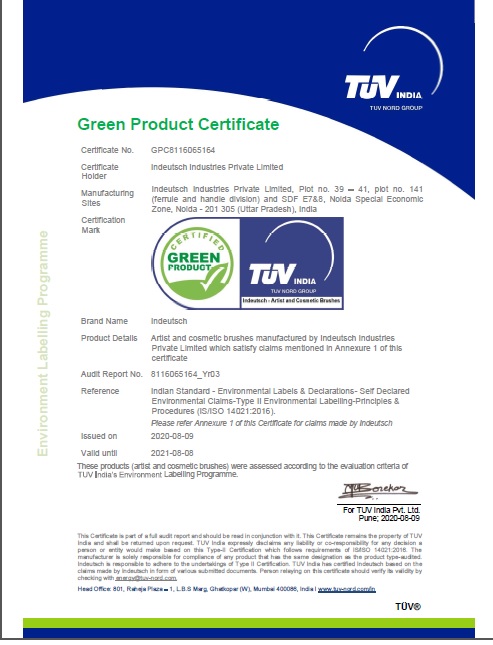 TÜV INDIA
TUV NORD GROUP
Green Product Certificate
Certificate No. GPC8116065164
Certificate Holder Indeutsch Industries Private Limited
Manufacturing Sites Indeutsch Industries Private Limited, Plot no. 39 – 41, plot no. 141
(ferrule and handle division) and SDF E7&8, Noida Special Economic
Zone, Noida - 201 305 (Uttar Pradesh), India
Certification Mark
CERTIFIED
GREEN
PRODUCT
TÜV INDIA
TUV NORD GROUP
Indeutsch - Artist and Cosmetic Brushes
Environment Labelling Programme
Brand Name Indeutsch
Product Details Artist and cosmetic brushes manufactured by Indeutsch Industries
Private Limited which satisfy claims mentioned in Annexure 1 of this
certificate
Audit Report No. 8116065164_Yr03
Reference Indian Standard - Environmental Labels & Declarations- Self Declared
Environmental Claims-Type II Environmental Labelling-Principles &
Procedures (IS/ISO 14021:2016).
Please refer Annexure 1 of this Certificate for claims made by Indeutsch
Issued on 2020-08-09
Valid until 2021-08-08
These products (artist and cosmetic brushes) were assessed according to the evaluation criteria of
TUV India's Environment Labelling Programme.
For TUV India Pvt. Ltd.
Pune; 2020-08-09
This Certificate is part of a full audit report and should be read in conjunction with it. This Certificate remains the property of TUV
India and shall be returned upon request. TUV India expressly disclaims any liability or co-responsibility for any decision a
person or entity would make based on this Type-II Certification which follows requirements of IS/ISO 14021:2016. The
manufacturer is solely responsible for compliance of any product that has the same designation as the product type-audited.
Indeutsch is responsible to adhere to the undertakings of Type II Certification. TUV India has certified Indeutsch based on the
claims made by Indeutsch in form of various submitted documents. Person relaying on this certificate should verify its validity by
checking with energy@tuv-nord.com.
Head Office: 801, Raheja Plaza – 1, L.B.S Marg, Ghatkopar (W), Mumbai 400086, India I www.tuv-nord.com/in
TÜV®